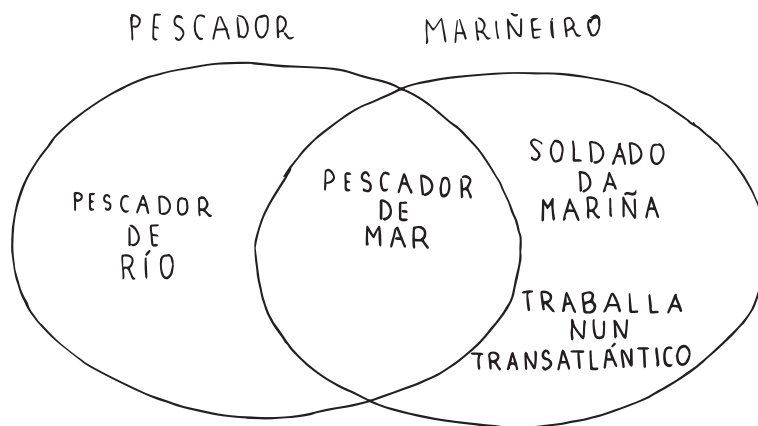 PESCADOR
MARIÑEIRO
PESCADOR
DE
RÍO
PESCADOR
DE
MAR
SOLDADO
DA
MARIÑA
TRABALLA
NUN
TRANSATLÁNTICO